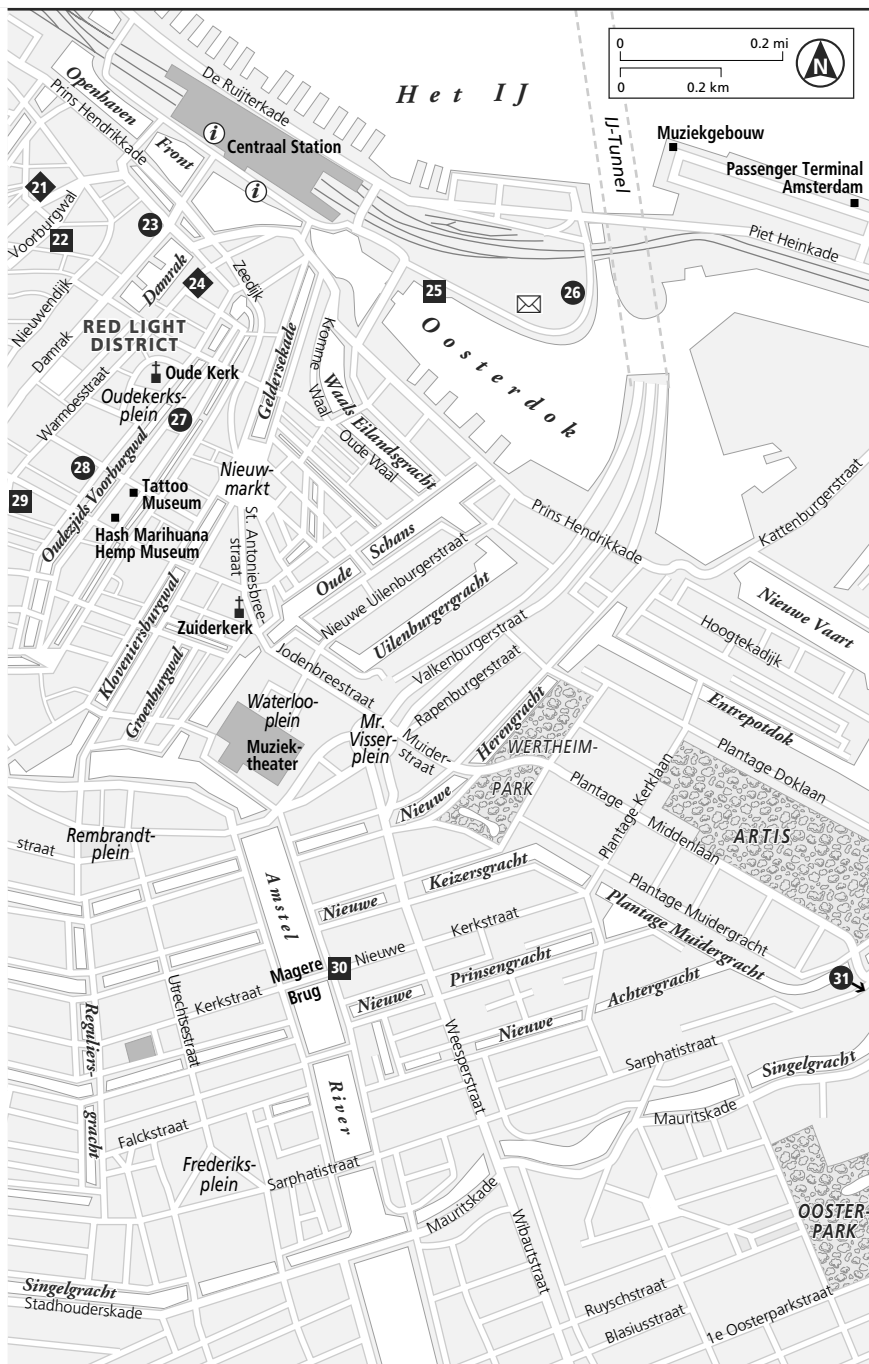 0 0.2 mi
0 0.2 km
N
Het IJ
De Ruijterkade
Openhaven
Prins Hendrikkade
Front
i
Centraal Station
i
IJ-Tunnel
Muziekgebouw
Passenger Terminal
Amsterdam
Piet Heinkade
21
Voorburgwal
22
23
Damrak
24
Zeedijk
25
26
Nieuwendijk
Damrak
RED LIGHT
DISTRICT
Oude Kerk
Oudekerks-
plein
Warmoesstraat
27
28
29
Geldersekade
Kromme
Waal
Waals Eilandsgracht
Oude Waal
Oosterdok
Oudezijds Voorburgwal
Tattoo
Museum
Hash Marihuana
Hemp Museum
Nieuw-
markt
St. Antoniesbree-
straat
Oude Schans
Prins Hendrikkade
Kattenburgerstraat
Nieuwe Uilenburgerstraat
Uilenburgergracht
Zuiderkerk
Kloveniersburgwal
Groenburgwal
Jodenbreestraat
Valkenburgerstraat
Rapenburgerstraat
Nieuwe Vaart
Hoogtekadijk
Entrepotdok
Plantage Doklaan
Waterloo-
plein
Muziek-
theater
Mr.
Visser-
plein
Muider-
straat
Nieuwe Herengracht
WERTHEIM-
PARK
Plantage Middenlaan
Plantage Kerklaan
ARTIS
Rembrandt-
plein
straat
Amstel
Nieuwe Keizersgracht
Plantage Muidergracht
Plantage Muidergracht
Nieuwe Kerkstraat
Magere
Brug
30
Kerkstraat
Utrechtsestraat
Nieuwe Prinsengracht
Nieuwe Achtergracht
31
Reguliers-
gracht
Weesperstraat
Sarphatistraat
Singelgracht
River
Mauritskade
Falckstraat
Frederiks-
plein
Sarphatistraat
Mauritskade
Wibautstraat
OOSTER-
PARK
Singelgracht
Stadhouderskade
Ruyschstraat
Blasiusstraat
1e Oosterparkstraat